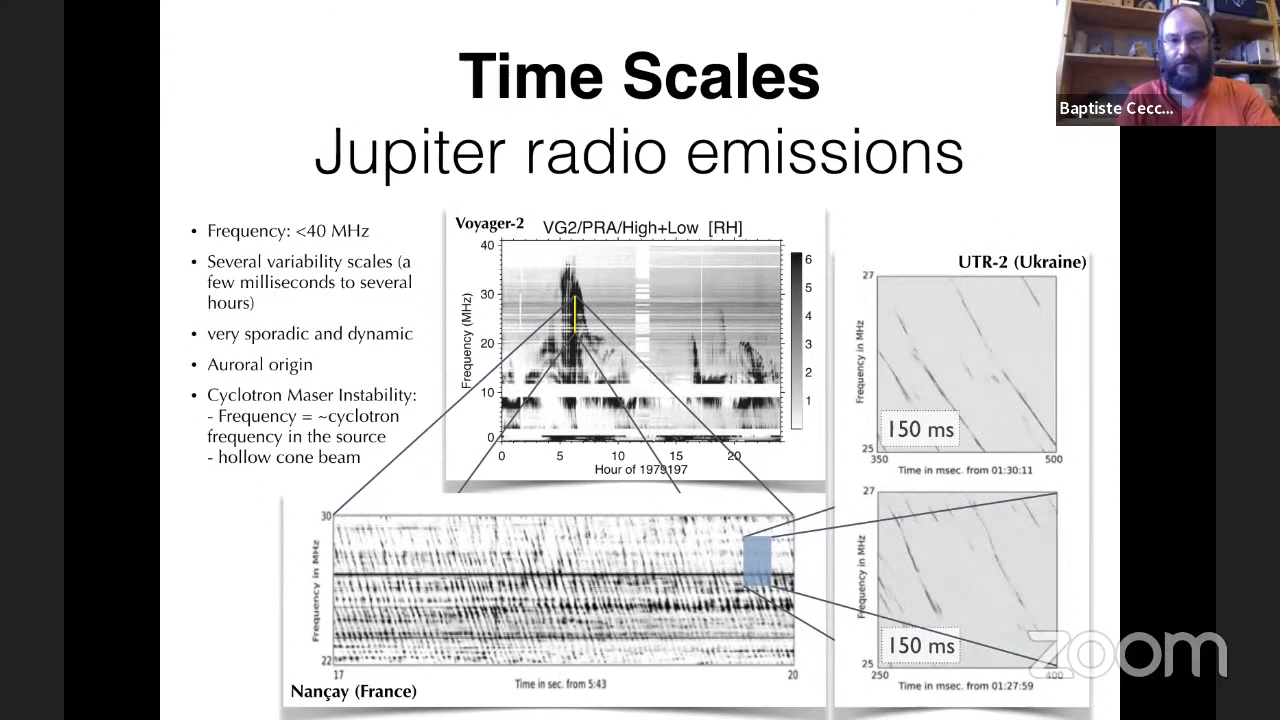 Time Scales
Jupiter radio emissions
Baptiste Cecc...
• Frequency: <40 MHz
• Several variability scales (a
few milliseconds to several
hours)
• very sporadic and dynamic
• Auroral origin
• Cyclotron Maser Instability:
- Frequency = ~cyclotron
frequency in the source
- hollow cone beam
Voyager-2
VG2/PRA/High+Low [RH]
Frequency (MHz)
40
30
20
10
0
0 5 10 15 20
Hour of 1979197
6
5
4
3
2
1
UTR-2 (Ukraine)
27
Frequency in MHz
150 ms
25
350 500
Time in msec. from 01:30:11
27
Frequency in MHz
150 ms
25
250 400
Time in msec. from 01:27:59
30
Frequency in MHz
22
17 20
Time in sec. from 5:43
Nançay (France)
zoom